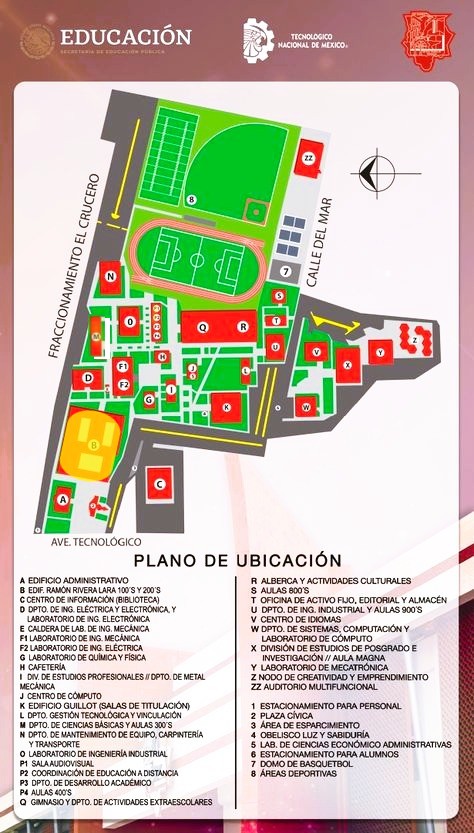 EDUCACIÓN
SECRETARÍA DE EDUCACIÓN PÚBLICA
TECNOLÓGICO
NACIONAL DE MÉXICO
FRACCIONAMIENTO EL CRUCERO
CALLE DEL MAR
ZZ
8
7
N
S
O
Q
R
T
M
H
U
V
X
Y
Z
D
F1
F2
J
L
I
G
K
W
B
A
C
AVE. TECNOLÓGICO
PLANO DE UBICACIÓN
A EDIFICIO ADMINISTRATIVO
B EDIF. RAMÓN RIVERA LARA 100´S Y 200´S
C CENTRO DE INFORMACIÓN (BIBLIOTECA)
D DPTO. DE ING. ELÉCTRICA Y ELECTRÓNICA, Y
LABORATORIO DE ING. ELECTRÓNICA
E CALDERA DE LAB. DE ING. MECÁNICA
F1 LABORATORIO DE ING. MECÁNICA
F2 LABORATORIO DE ING. ELÉCTRICA
G LABORATORIO DE QUÍMICA Y FÍSICA
H CAFETERÍA
I DIV. DE ESTUDIOS PROFESIONALES // DPTO. DE METAL
MECÁNICA
J CENTRO DE CÓMPUTO
K EDIFICIO GUILLOT (SALAS DE TITULACIÓN)
L DPTO. GESTIÓN TECNOLÓGICA Y VINCULACIÓN
M DPTO. DE CIENCIAS BÁSICAS Y AULAS 300´S
N DPTO. DE MANTENIMIENTO DE EQUIPO, CARPINTERÍA
Y TRANSPORTE
O LABORATORIO DE INGENIERÍA INDUSTRIAL
P1 SALA AUDIOVISUAL
P2 COORDINACIÓN DE EDUCACIÓN A DISTANCIA
P3 DPTO. DE DESARROLLO ACADÉMICO
P4 AULAS 400´S
Q GIMNASIO Y DPTO. DE ACTIVIDADES EXTRAESCOLARES
R ALBERCA Y ACTIVIDADES CULTURALES
S AULAS 800´S
T OFICINA DE ACTIVO FIJO, EDITORIAL Y ALMACÉN
U DPTO. DE ING. INDUSTRIAL Y AULAS 900´S
V CENTRO DE IDIOMAS
W DPTO. DE SISTEMAS, COMPUTACIÓN Y
LABORATORIO DE CÓMPUTO
X DIVISIÓN DE ESTUDIOS DE POSGRADO E
INVESTIGACIÓN // AULA MAGNA
Y LABORATORIO DE MECATRÓNICA
Z NODO DE CREATIVIDAD Y EMPRENDIMIENTO
ZZ AUDITORIO MULTIFUNCIONAL
1 ESTACIONAMIENTO PARA PERSONAL
2 PLAZA CÍVICA
3 ÁREA DE ESPARCIMIENTO
4 OBELISCO LUZ Y SABIDURÍA
5 LAB. DE CIENCIAS ECONÓMICO ADMINISTRATIVAS
6 ESTACIONAMIENTO PARA ALUMNOS
7 DOMO DE BASQUETBOL
8 ÁREAS DEPORTIVAS